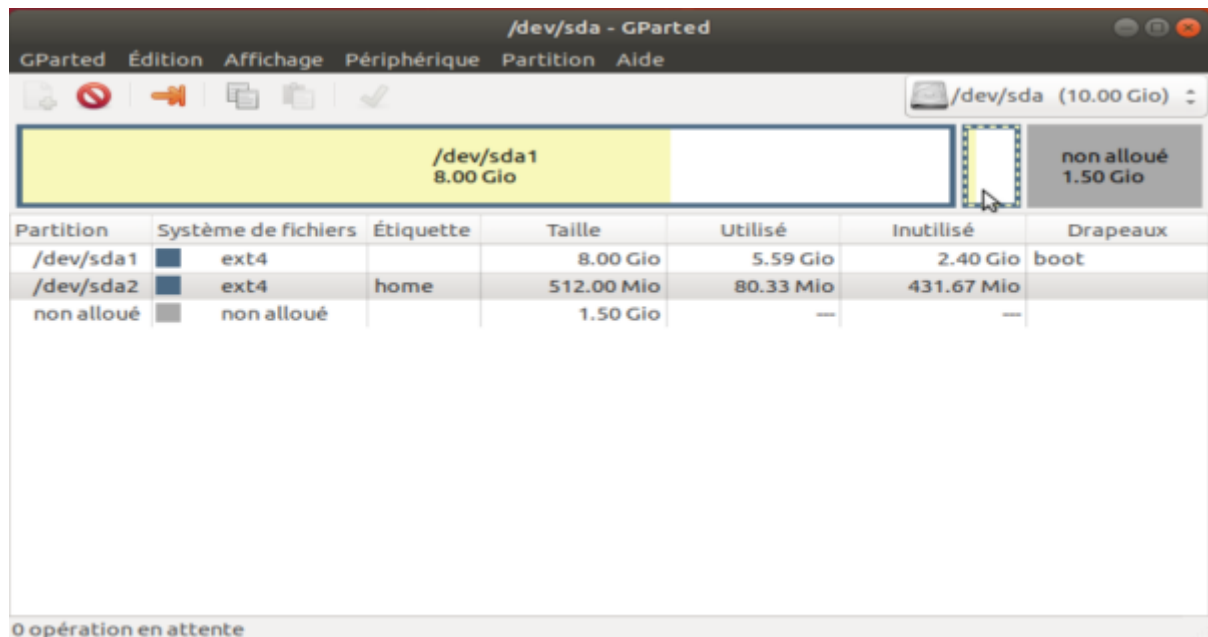 /dev/sda - GParted
GParted Édition Affichage Périphérique Partition Aide
/dev/sda (10.00 Gio)
/dev/sda1
8.00 Gio
non alloué
1.50 Gio
Partition Système de fichiers Étiquette Taille Utilisé Inutilisé Drapeaux
/dev/sda1 ext4 8.00 Gio 5.59 Gio 2.40 Gio boot
/dev/sda2 ext4 home 512.00 Mio 80.33 Mio 431.67 Mio
non alloué non alloué 1.50 Gio --- ---
0 opération en attente